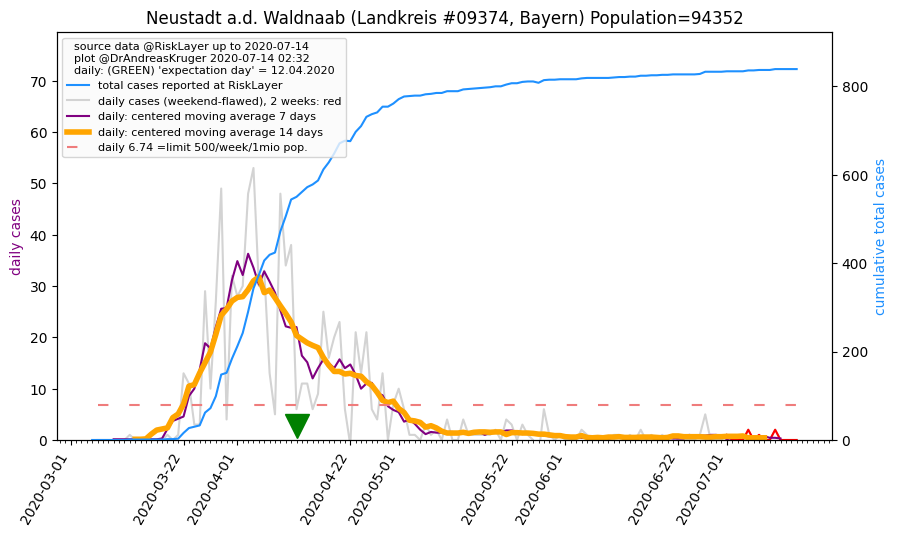 Neustadt a.d. Waldnaab (Landkreis #09374, Bayern) Population=94352
source data @RiskLayer up to 2020-07-14
plot @DrAndreasKruger 2020-07-14 02:32
daily: (GREEN) 'expectation day' = 12.04.2020
total cases reported at RiskLayer
daily cases (weekend-flawed), 2 weeks: red
daily: centered moving average 7 days
daily: centered moving average 14 days
daily 6.74 =limit 500/week/1mio pop.
daily cases
70
60
50
40
30
20
10
0
cumulative total cases
800
600
400
200
0
2020-03-01
2020-03-22
2020-04-01
2020-04-22
2020-05-01
2020-05-22
2020-06-01
2020-06-22
2020-07-01